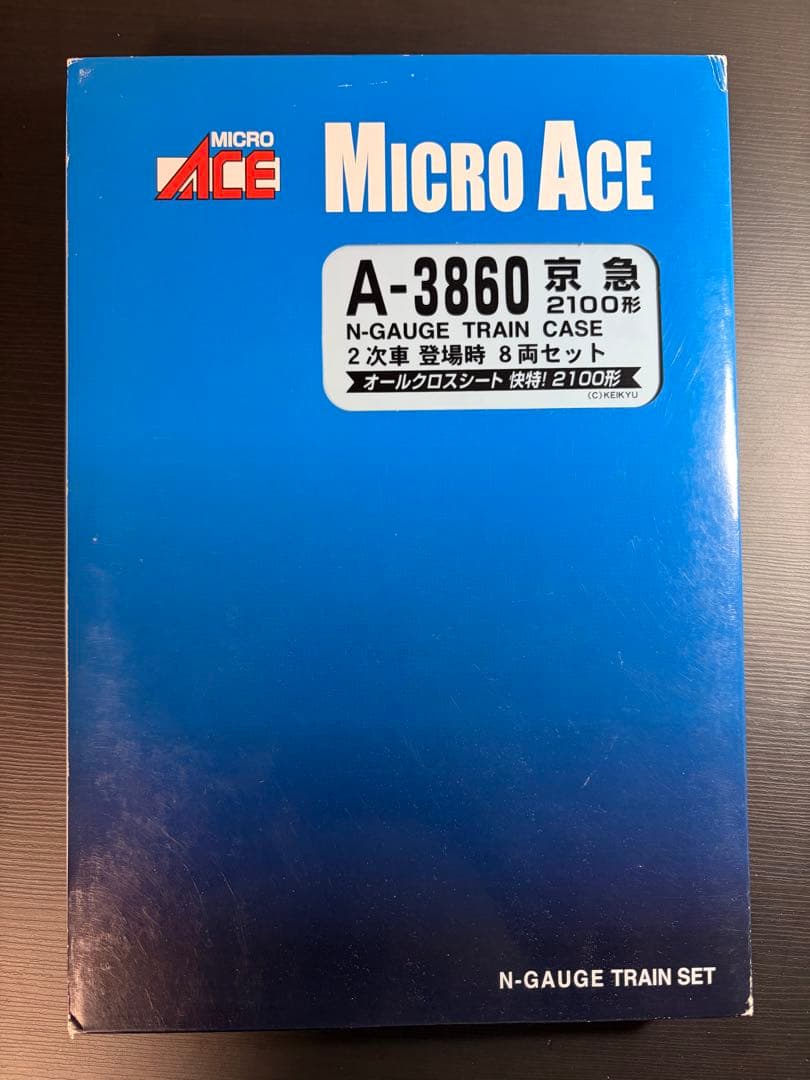 MICRO
ACE
MICRO ACE
A-3860 京急
2100形
N-GAUGE TRAIN CASE
2次車 登場時 8両セット
オールクロスシート 快特! 2100形
(C)KEIKYU
N-GAUGE TRAIN SET